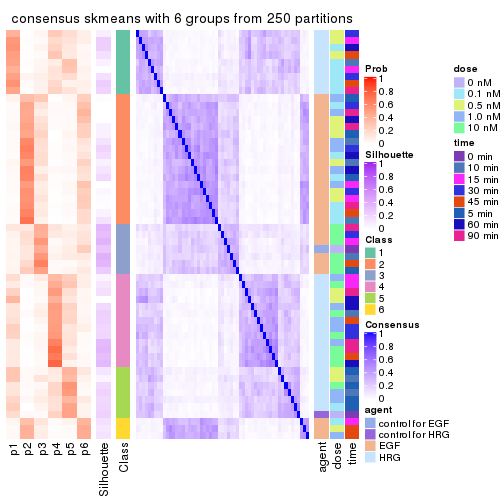 consensus skmeans with 6 groups from 250 partitions
p1
p2
p3
p4
p5
p6
Silhouette
Class
agent
dose
time
Prob
1
0.8
0.6
0.4
0.2
0
Silhouette
1
0.8
0.6
0.4
0.2
0
Class
1
2
3
4
5
6
Consensus
1
0.8
0.6
0.4
0.2
0
agent
control for EGF
control for HRG
EGF
HRG
dose
0 nM
0.1 nM
0.5 nM
1.0 nM
10 nM
time
0 min
10 min
15 min
30 min
45 min
5 min
60 min
90 min